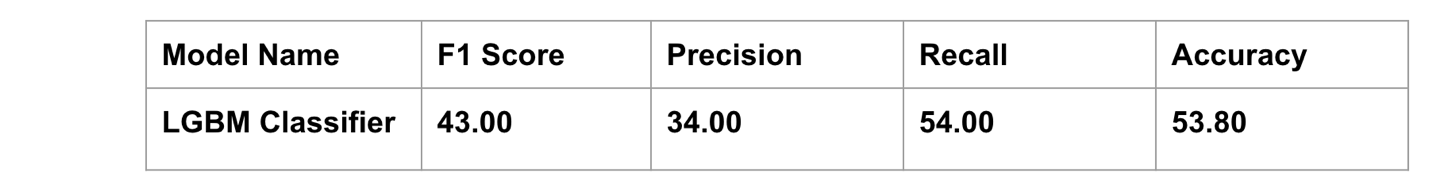 Model Name F1 Score Precision Recall Accuracy
LGBM Classifier 43.00 34.00 54.00 53.80